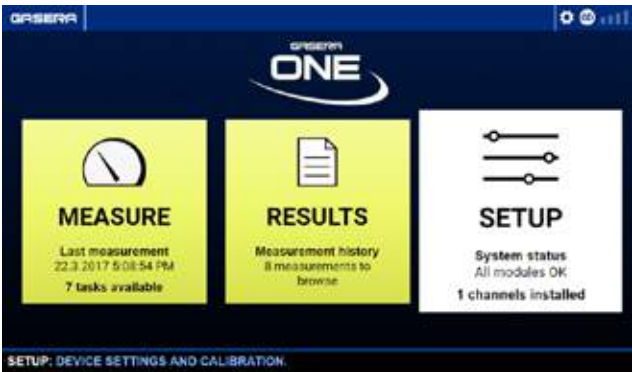 GASERA
GASERA
ONE
MEASURE
Last measurement
22.3.2017 5:08:54 PM
7 tasks available
RESULTS
Measurement history
8 measurements to
browse
SETUP
System status
All modules OK
1 channels installed
SETUP: DEVICE SETTINGS AND CALIBRATION.